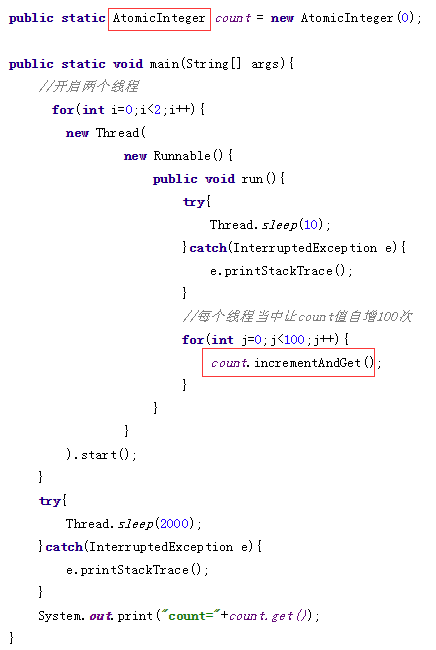 public static AtomicInteger count = new AtomicInteger(0);
public static void main(String[] args){
//开启两个线程
for(int i=0;i<2;i++){
new Thread(
new Runnable(){
public void run(){
try{
Thread.sleep(10);
}catch(InterruptedException e){
e.printStackTrace();
}
//每个线程当中让count值自增100次
for(int j=0;j<100;j++){
count.incrementAndGet();
}
}
}
).start();
}
try{
Thread.sleep(2000);
}catch(InterruptedException e){
e.printStackTrace();
}
System.out.print("count="+count.get());
}